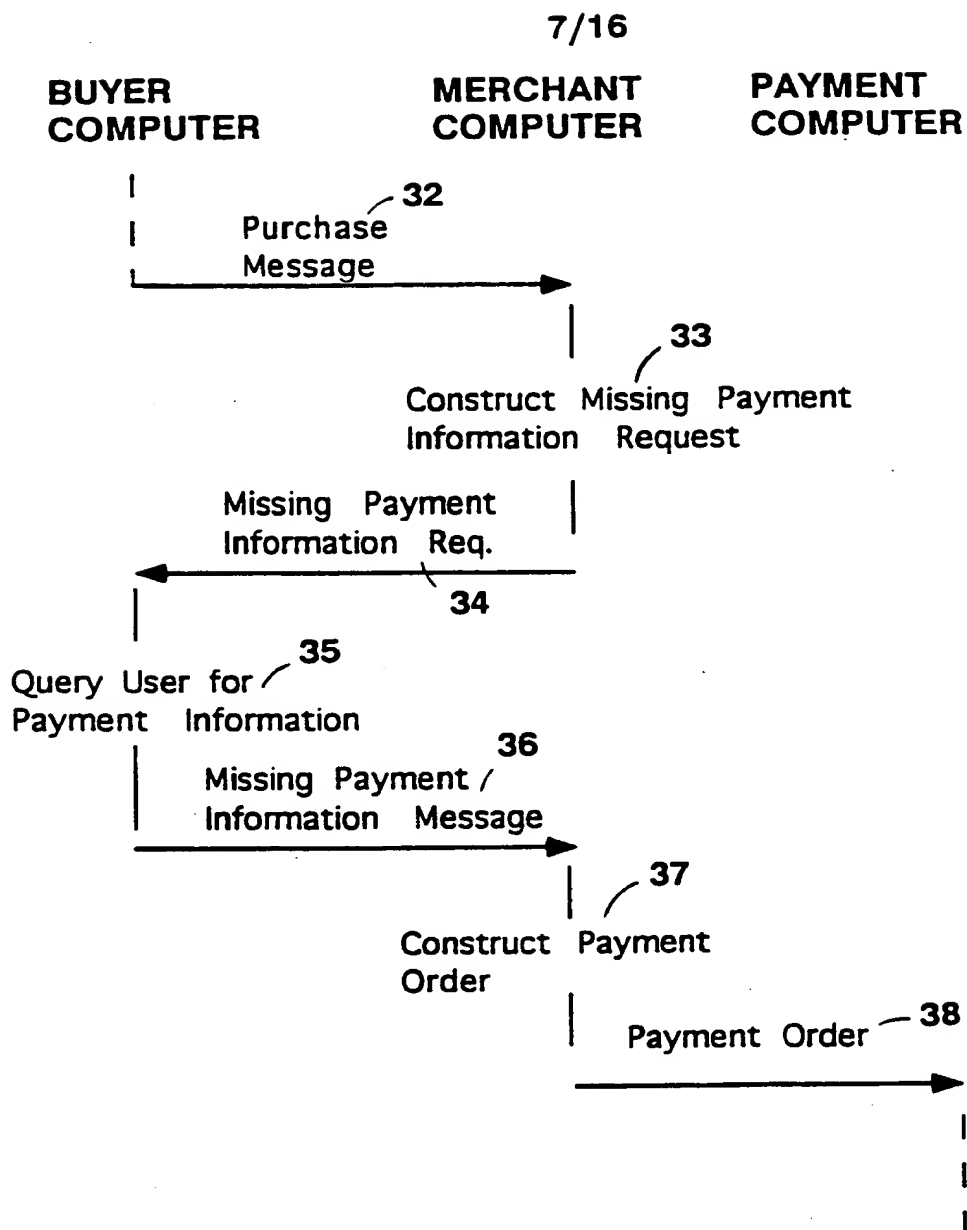 7/16
BUYER
COMPUTER
MERCHANT
COMPUTER
PAYMENT
COMPUTER
32
Purchase
Message
33
Construct Missing Payment
Information Request
Missing Payment
Information Req.
34
35
Query User for
Payment Information
36
Missing Payment
Information Message
37
Construct Payment
Order
38
Payment Order